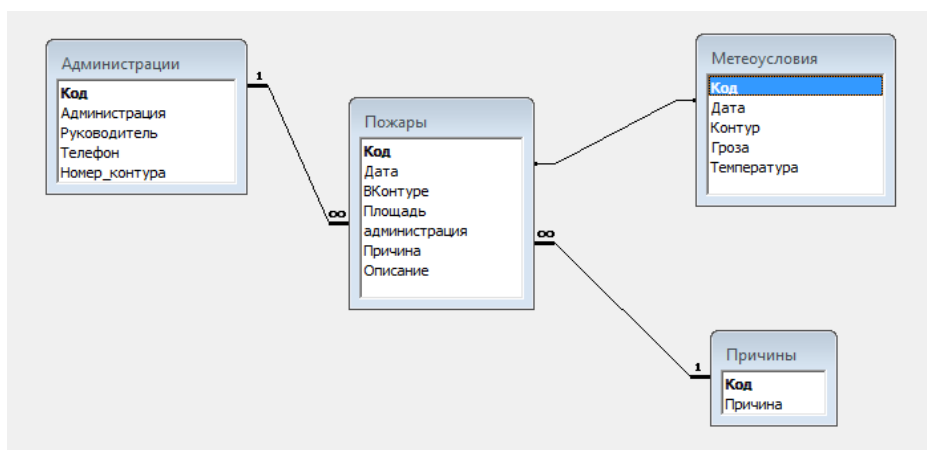 Администрации
Код
Администрация
Руководитель
Телефон
Номер_контура
1
∞
Пожары
Код
Дата
ВКонтуре
Площадь
администрация
Причина
Описание
∞
Метеоусловия
Код
Дата
Контур
Гроза
Температура
1
Причины
Код
Причина